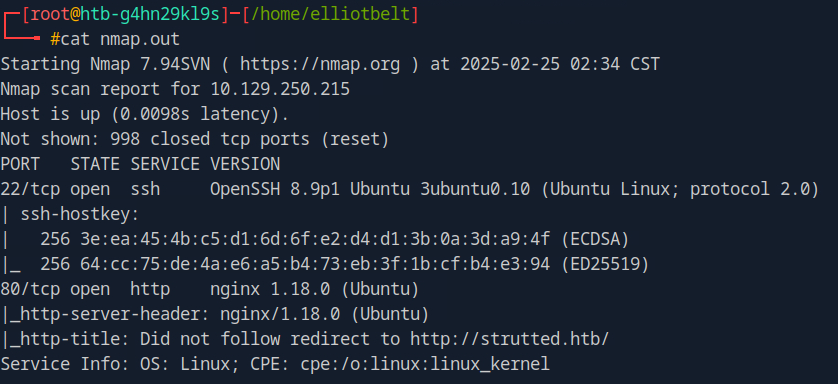 [root@htb-g4hn29kl9s]-[/home/elliotbelt]
#cat nmap.out
Starting Nmap 7.94SVN ( https://nmap.org ) at 2025-02-25 02:34 CST
Nmap scan report for 10.129.250.215
Host is up (0.0098s latency).
Not shown: 998 closed tcp ports (reset)
PORT   STATE SERVICE VERSION
22/tcp open  ssh     OpenSSH 8.9p1 Ubuntu 3ubuntu0.10 (Ubuntu Linux; protocol 2.0)
| ssh-hostkey:
|   256 3e:ea:45:4b:c5:d1:6d:6f:e2:d4:d1:3b:0a:3d:a9:4f (ECDSA)
|_  256 64:cc:75:de:4a:e6:a5:b4:73:eb:3f:1b:cf:b4:e3:94 (ED25519)
80/tcp open  http    nginx 1.18.0 (Ubuntu)
|_http-server-header: nginx/1.18.0 (Ubuntu)
|_http-title: Did not follow redirect to http://strutted.htb/
Service Info: OS: Linux; CPE: cpe:/o:linux:linux_kernel